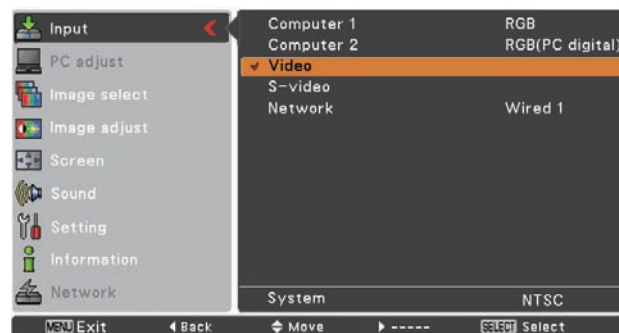 Input
PC adjust
Image select
Image adjust
Screen
Sound
Setting
Information
Network
Computer 1 RGB
Computer 2 RGB(PC digital)
Video
S-video
Network Wired 1
System NTSC
MENU Exit Back Move ----- SELECT Select